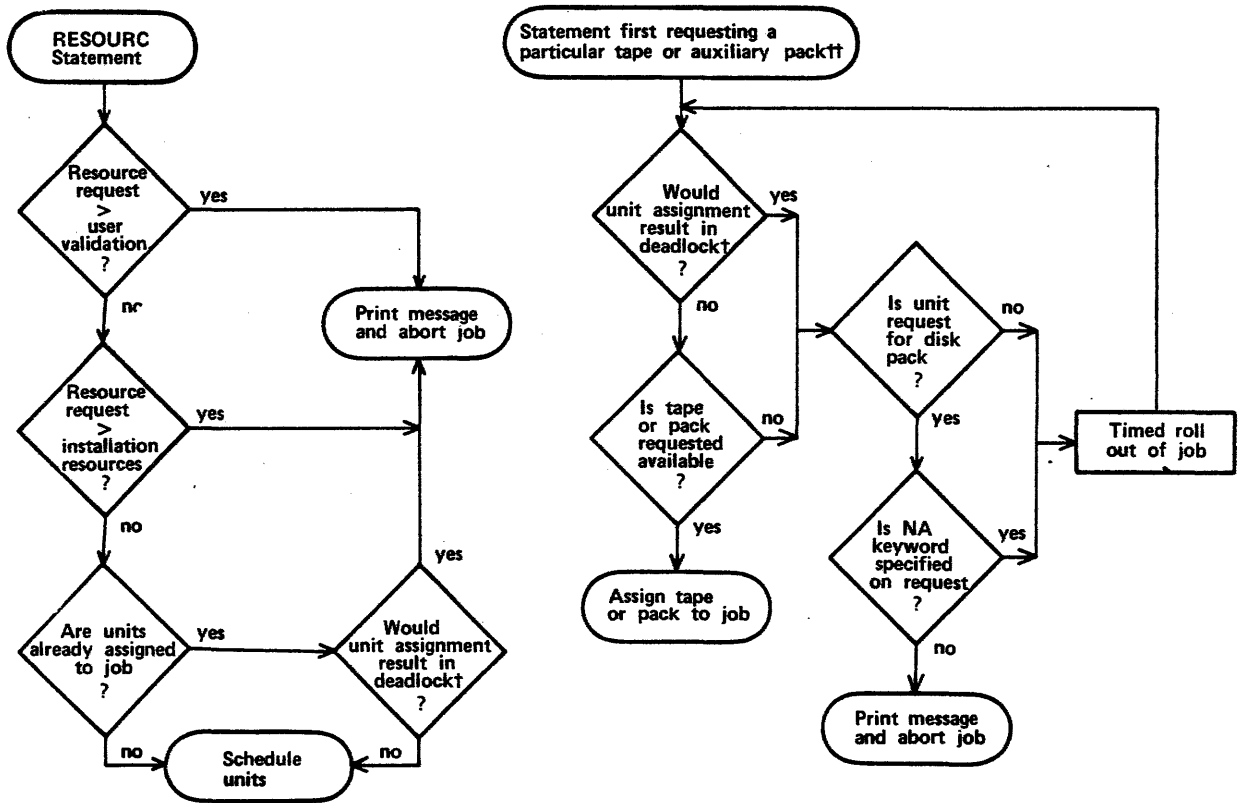 RESOURC
Statement
Resource
request
>
user
validation
?
yes
no
Print message
and abort job
Resource
request
>
installation
resources
?
yes
no
Are units
already assigned
to job
?
yes
no
Would
unit assignment
result in
deadlock†
?
yes
no
Schedule
units
Statement first requesting a
particular tape or auxiliary pack††
Would
unit assignment
result in
deadlock†
?
yes
no
Is tape
or pack
requested
available
?
no
yes
Assign tape
or pack to job
Is unit
request
for disk
pack
?
no
yes
Is NA
keyword
specified
on request
?
yes
no
Print message
and abort job
Timed roll
out of job